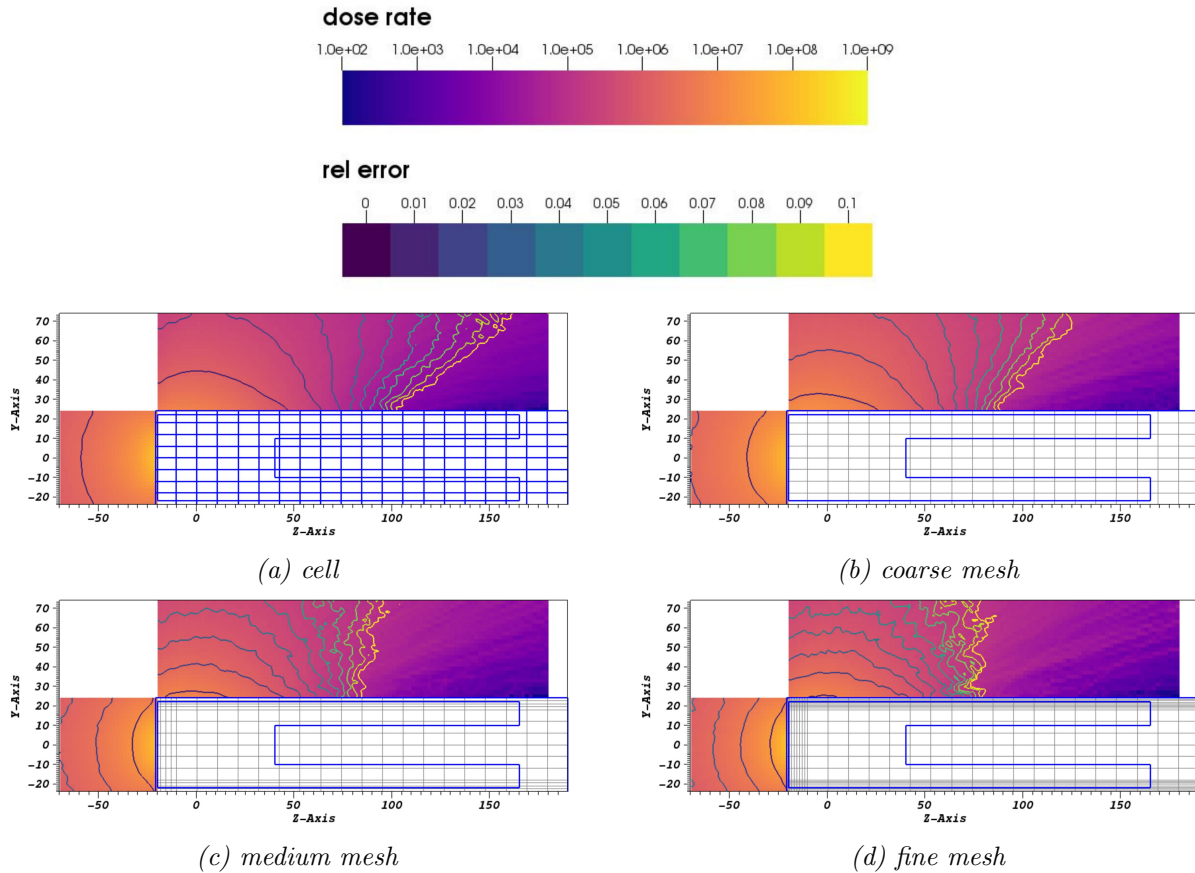 dose rate
1.0e+02 1.0e+03 1.0e+04 1.0e+05 1.0e+06 1.0e+07 1.0e+08 1.0e+09
rel error
0 0.01 0.02 0.03 0.04 0.05 0.06 0.07 0.08 0.09 0.1
Y-Axis
70
60
50
40
30
20
10
0
-10
-20
-50 0 50 100 150
Z-Axis
(a) cell
Y-Axis
70
60
50
40
30
20
10
0
-10
-20
-50 0 50 100 150
Z-Axis
(b) coarse mesh
Y-Axis
70
60
50
40
30
20
10
0
-10
-20
-50 0 50 100 150
Z-Axis
(c) medium mesh
Y-Axis
70
60
50
40
30
20
10
0
-10
-20
-50 0 50 100 150
Z-Axis
(d) fine mesh